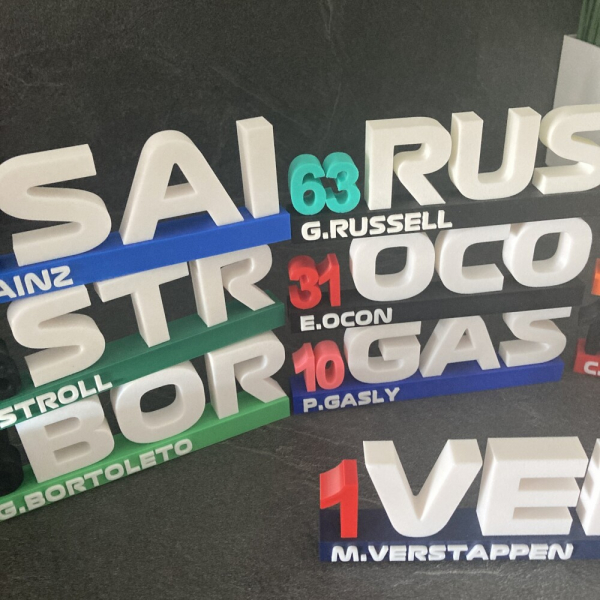 SAI
AINZ
STR
STROLL
BOR
G.BORTOLETO
63 RUS
G.RUSSELL
31 OCO
E.OCON
10 GAS
P.GASLY
C.
1 VE
M.VERSTAPPEN